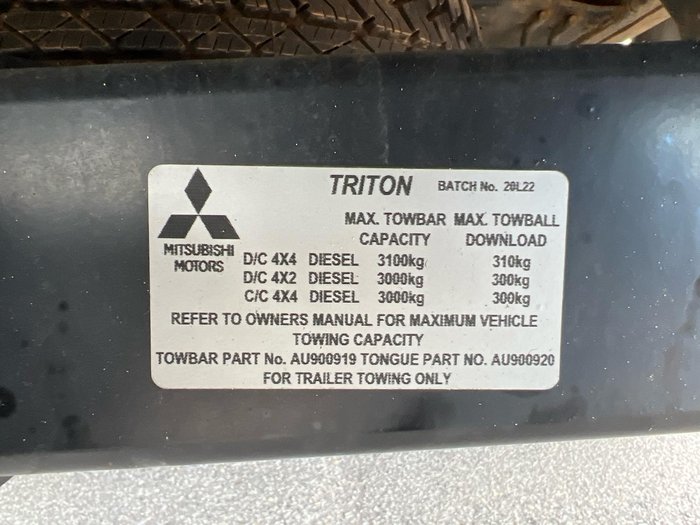 TRITON BATCH No. 20L22
MAX. TOWBAR MAX. TOWBALL
CAPACITY DOWNLOAD
MITSUBISHI
MOTORS
D/C 4X4 DIESEL 3100kg 310kg
D/C 4X2 DIESEL 3000kg 300kg
C/C 4X4 DIESEL 3000kg 300kg
REFER TO OWNERS MANUAL FOR MAXIMUM VEHICLE
TOWING CAPACITY
TOWBAR PART No. AU900919 TONGUE PART NO. AU900920
FOR TRAILER TOWING ONLY